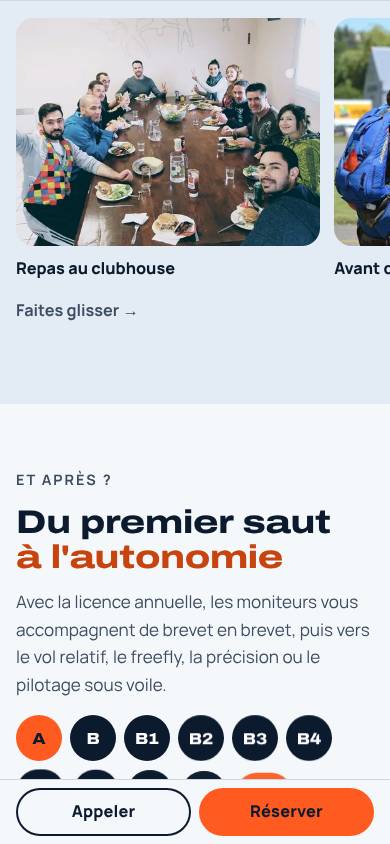 Repas au clubhouse
Avant
Faites glisser →
ET APRÈS ?
Du premier saut
à l'autonomie
Avec la licence annuelle, les moniteurs vous
accompagnent de brevet en brevet, puis vers
le vol relatif, le freefly, la précision ou le
pilotage sous voile.
A B B1 B2 B3 B4
Appeler Réserver